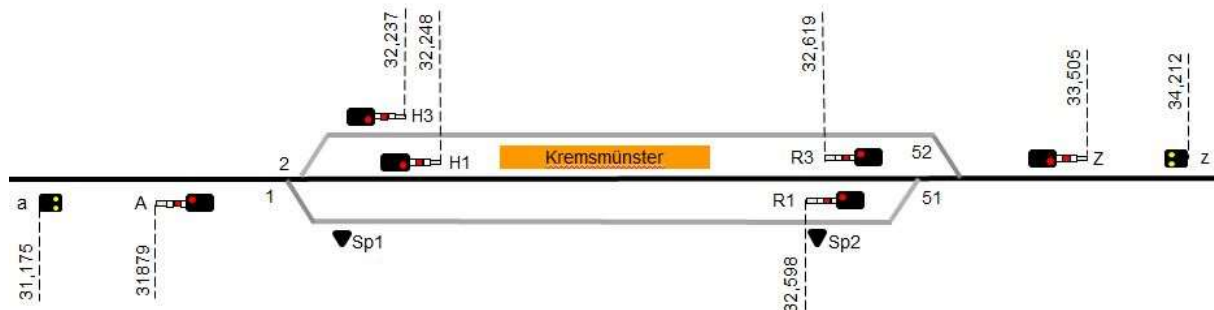 32,237
32,248
32,619
33,505
34,212
H3
2
H1
Kremsmünster
R3
52
Z
z
a
A
1
R1
51
Sp1
Sp2
31,175
31879
32,598